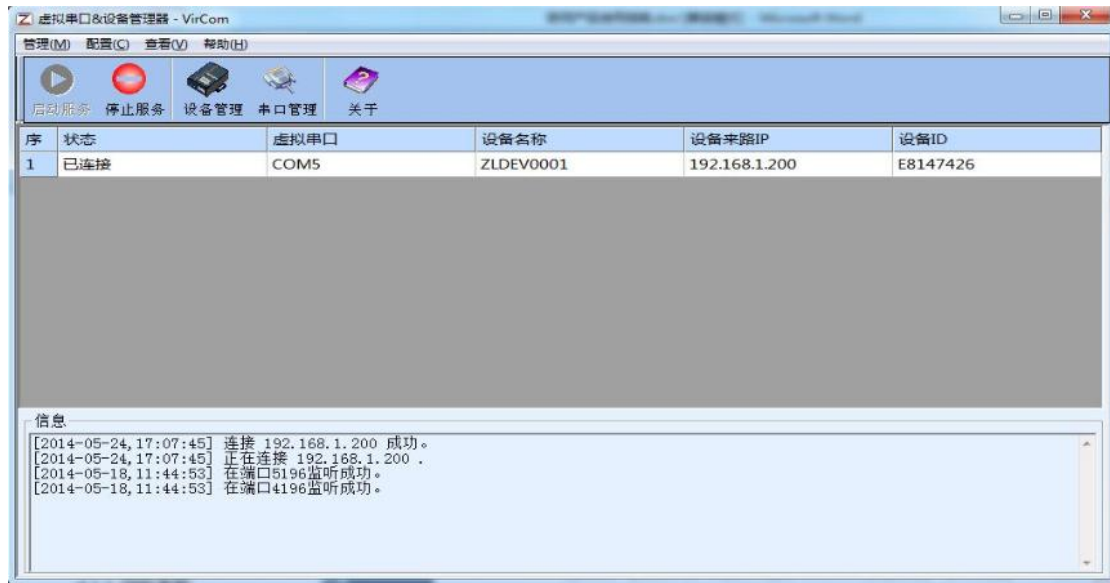 虚拟串口&设备管理器 - VirCom
管理(M) 配置(C) 查看(V) 帮助(H)
启动服务 停止服务 设备管理 串口管理 关于
序 状态 虚拟串口 设备名称 设备来路IP 设备ID
1 已连接 COM5 ZLDEV0001 192.168.1.200 E8147426
信息
[2014-05-24,17:07:45] 连接 192.168.1.200 成功。
[2014-05-24,17:07:45] 正在连接 192.168.1.200 .
[2014-05-18,11:44:53] 在端口5196监听成功。
[2014-05-18,11:44:53] 在端口4196监听成功。